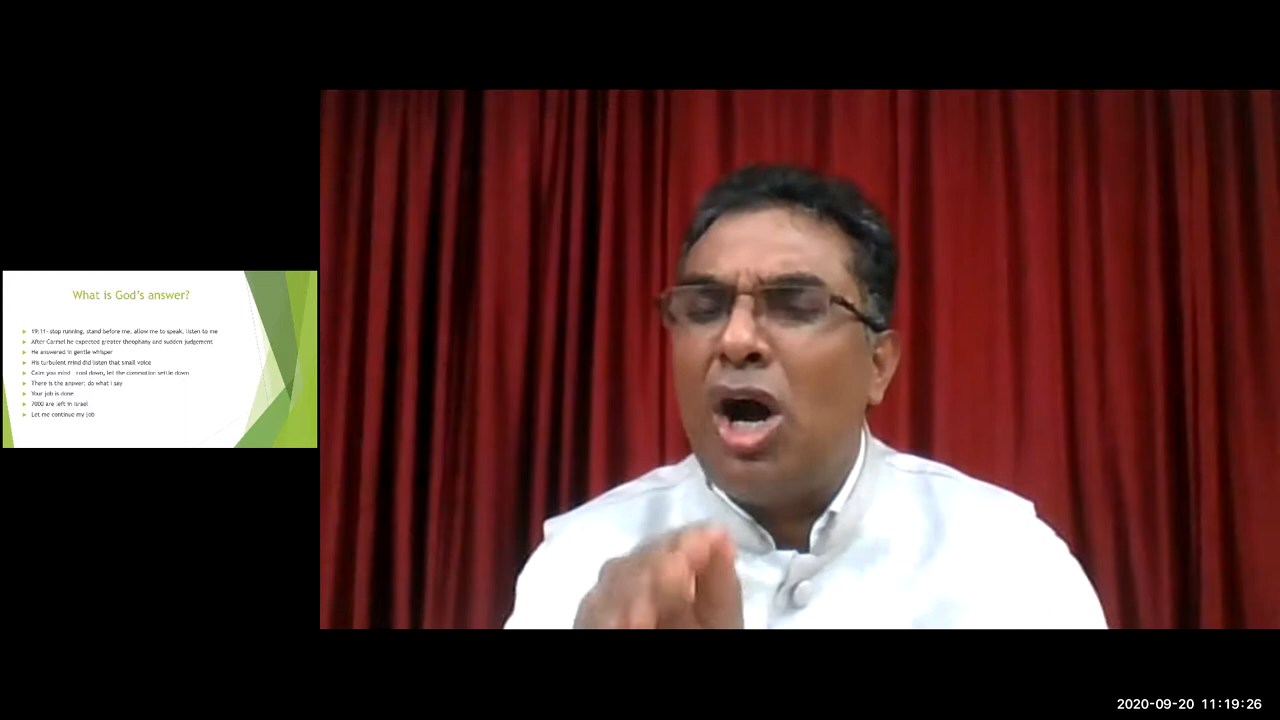 What is God's answer?
19:11- stop running, stand before me, allow me to speak, listen to me
After Carmel he expected greater theophany and sudden judgement
He answered in gentle whisper
His turbulent mind did listen that small voice
Calm you mind - cool down, let the commotion settle down
There is the answer: do what I say
Your job is done
7000 are left in Israel
Let me continue my job
2020-09-20 11:19:26